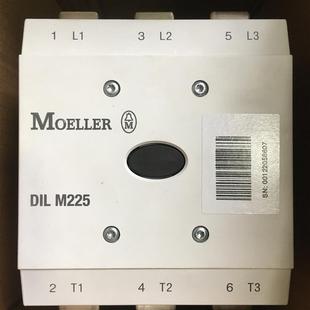 1 L1 3 L2 5 L3
MOELLER
DIL M225
SN: 00122058607
2 T1 4 T2 6 T3